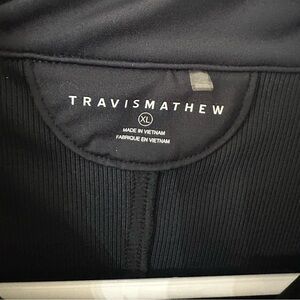 TRAVISMATHEW
XL
MADE IN VIETNAM
FABRIQUE EN VIETNAM